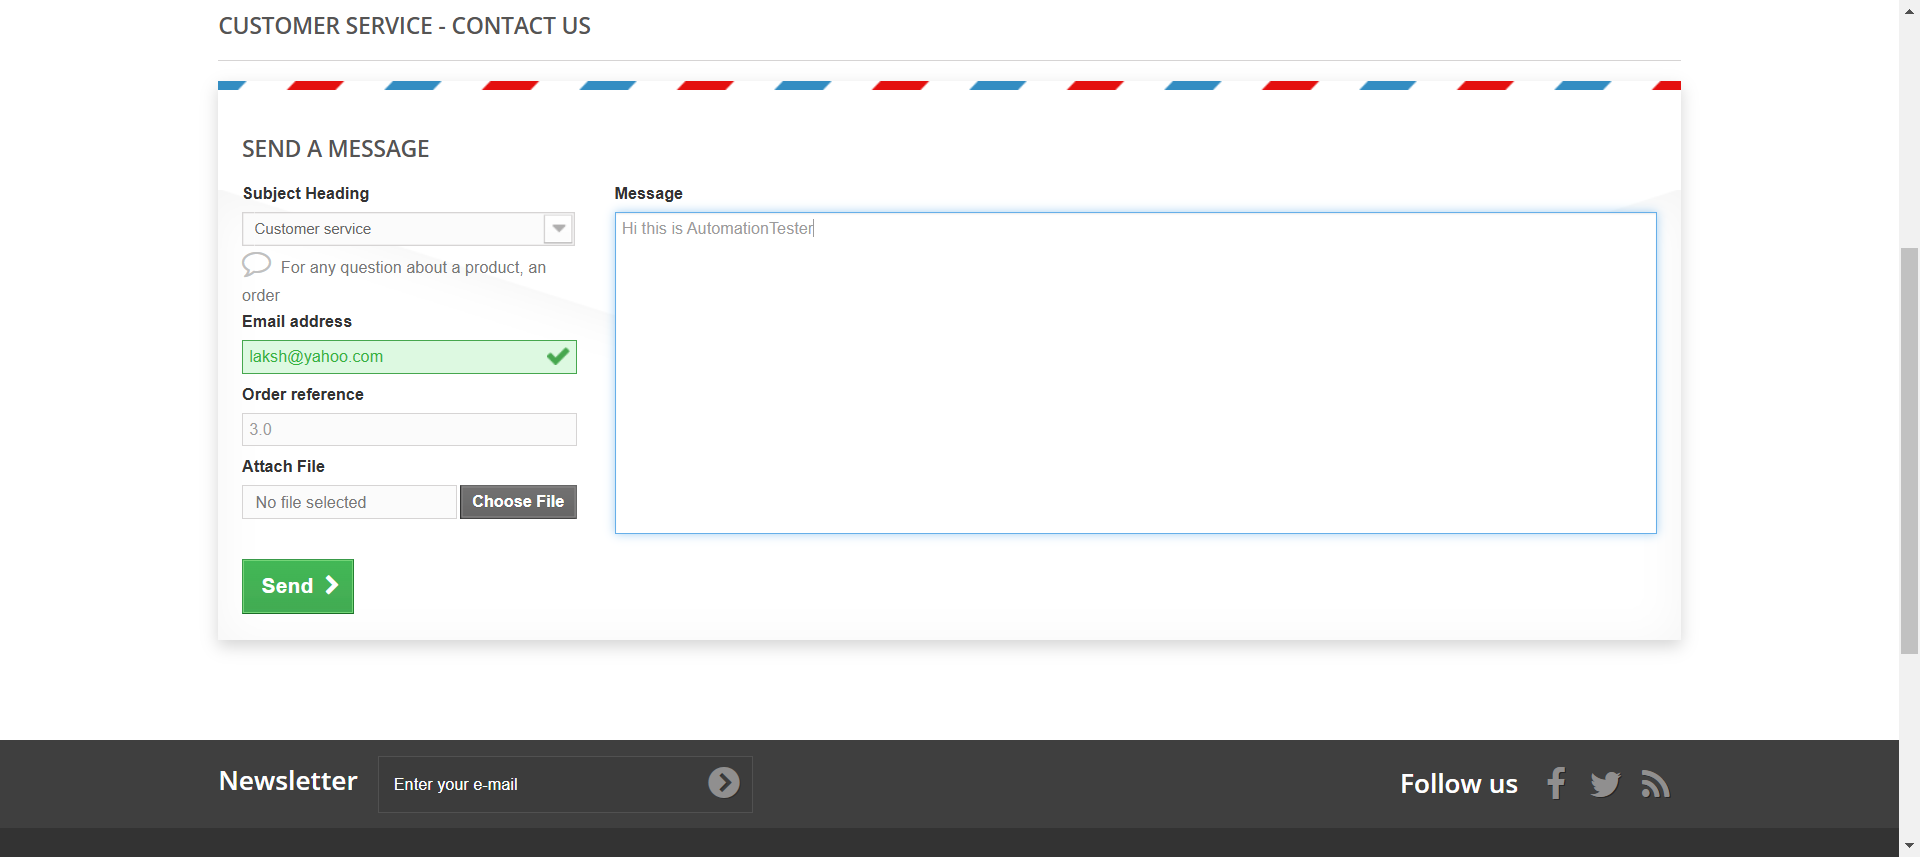 CUSTOMER SERVICE - CONTACT US
SEND A MESSAGE
Subject Heading
Customer service
For any question about a product, an
order
Email address
laksh@yahoo.com
Order reference
3.0
Attach File
No file selected
Choose File
Send
Message
Hi this is AutomationTester
Newsletter
Enter your e-mail
Follow us